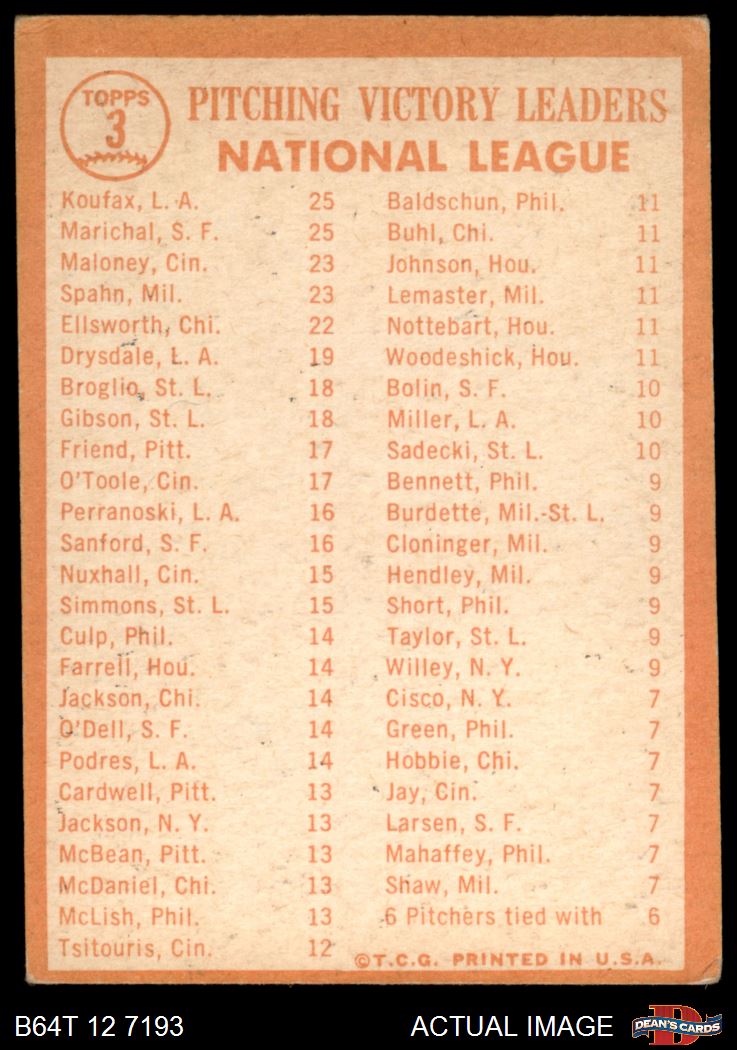 TOPPS
3
PITCHING VICTORY LEADERS
NATIONAL LEAGUE
Koufax, L. A. 25
Marichal, S. F. 25
Maloney, Cin. 23
Spahn, Mil. 23
Ellsworth, Chi. 22
Drysdale, L. A. 19
Broglio, St. L. 18
Gibson, St. L. 18
Friend, Pitt. 17
O'Toole, Cin. 17
Perranoski, L. A. 16
Sanford, S. F. 16
Nuxhall, Cin. 15
Simmons, St. L. 15
Culp, Phil. 14
Farrell, Hou. 14
Jackson, Chi. 14
O'Dell, S. F. 14
Podres, L. A. 14
Cardwell, Pitt. 13
Jackson, N. Y. 13
McBean, Pitt. 13
McDaniel, Chi. 13
McLish, Phil. 13
Tsitouris, Cin. 12
Baldschun, Phil. 11
Buhl, Chi. 11
Johnson, Hou. 11
Lemaster, Mil. 11
Nottebart, Hou. 11
Woodeshick, Hou. 11
Bolin, S. F. 10
Miller, L. A. 10
Sadecki, St. L. 10
Bennett, Phil. 9
Burdette, Mil.-St. L. 9
Cloninger, Mil. 9
Hendley, Mil. 9
Short, Phil. 9
Taylor, St. L. 9
Willey, N. Y. 9
Cisco, N. Y. 7
Green, Phil. 7
Hobbie, Chi. 7
Jay, Cin. 7
Larsen, S. F. 7
Mahaffey, Phil. 7
Shaw, Mil. 7
6 Pitchers tied with 6
©T.C.G. PRINTED IN U.S.A.
B64T 12 7193
ACTUAL IMAGE
D
DEAN'S CARDS